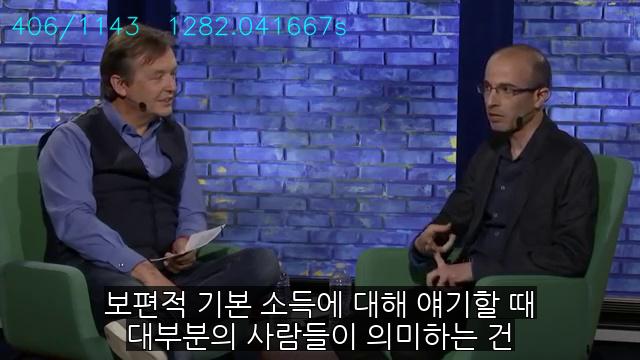 406/1143 1282.041667s
보편적 기본 소득에 대해 얘기할 때
대부분의 사람들이 의미하는 건